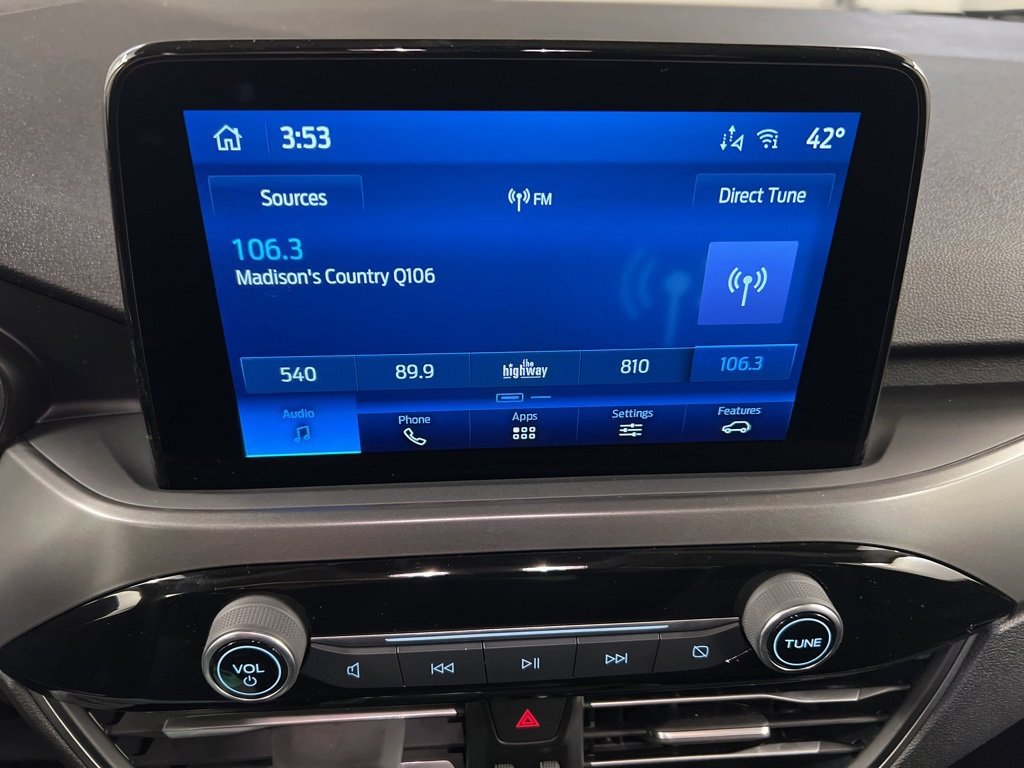 3:53
42°
Sources
FM
Direct Tune
106.3
Madison's Country Q106
540
89.9
the highway
810
106.3
Audio
Phone
Apps
Settings
Features
VOL
TUNE